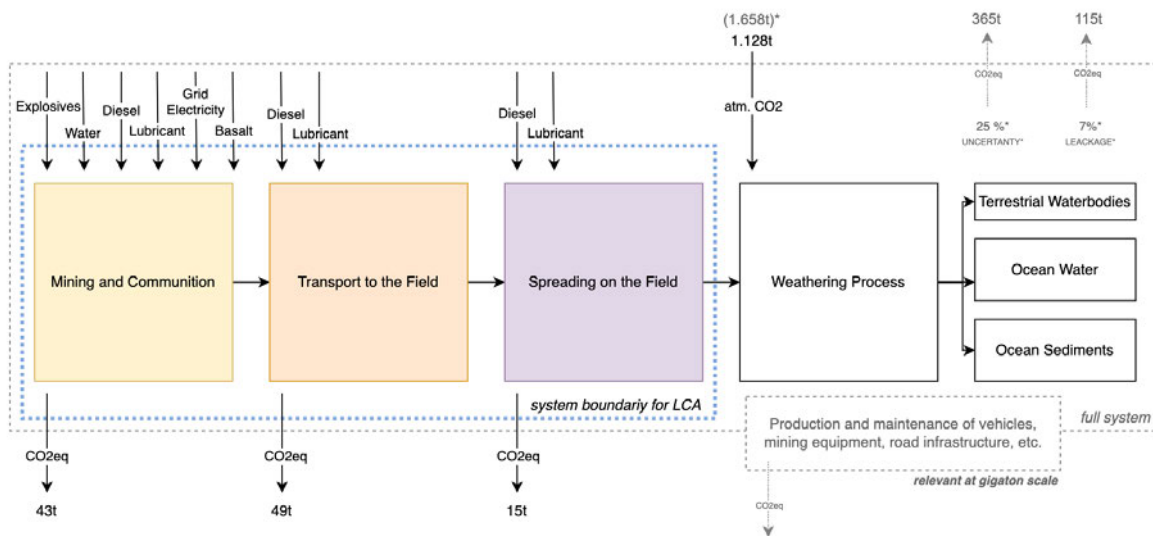 (1.658t)*
1.128t
365t
115t
CO2eq
CO2eq
Explosives
Water
Diesel
Lubricant
Grid
Electricity
Basalt
Diesel
Lubricant
Diesel
Lubricant
atm. CO2
25 %*
UNCERTANTY*
7%*
LEACKAGE*
Mining and Communition
Transport to the Field
Spreading on the Field
Weathering Process
Terrestrial Waterbodies
Ocean Water
Ocean Sediments
system boundariy for LCA
full system
Production and maintenance of vehicles,
mining equipment, road infrastructure, etc.
relevant at gigaton scale
CO2eq
CO2eq
CO2eq
CO2eq
43t
49t
15t